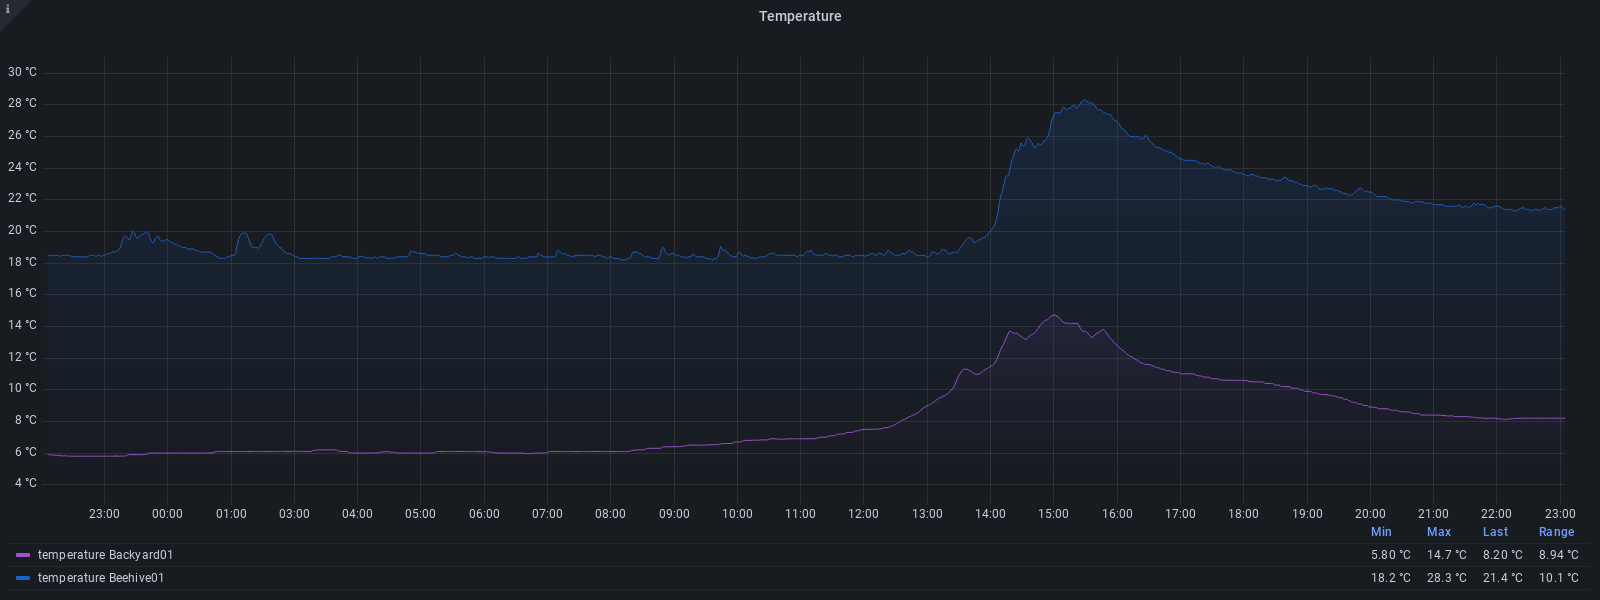 i
Temperature
30 °C
28 °C
26 °C
24 °C
22 °C
20 °C
18 °C
16 °C
14 °C
12 °C
10 °C
8 °C
6 °C
4 °C
23:00 00:00 01:00 03:00 04:00 05:00 06:00 07:00 08:00 09:00 10:00 11:00 12:00 13:00 14:00 15:00 16:00 17:00 18:00 19:00 20:00 21:00 22:00 23:00
Min Max Last Range
temperature Backyard01 5.80 °C 14.7 °C 8.20 °C 8.94 °C
temperature Beehive01 18.2 °C 28.3 °C 21.4 °C 10.1 °C